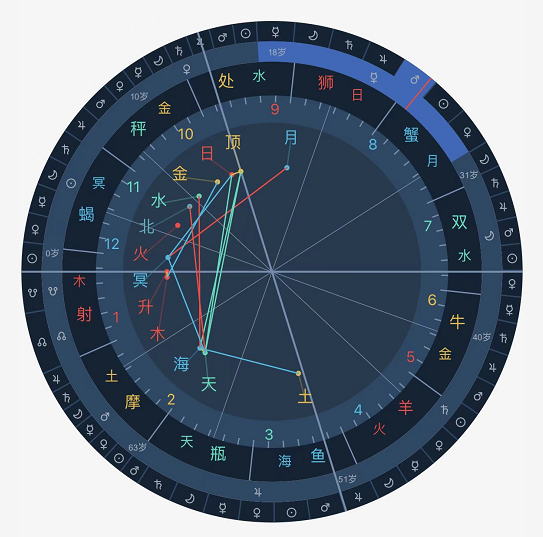 处 水
18岁
狮 日
10岁
金
秤
10
9
顶
月
日
8
蟹
月
31岁
金
冥
11
水
蝎
北
7
双
12
火
0岁
水
木
冥
射
升
1
木
6
牛
40岁
海
5
金
土
天
摩
2
土
4
羊
火
3
63岁
天 瓶
海 鱼
51岁